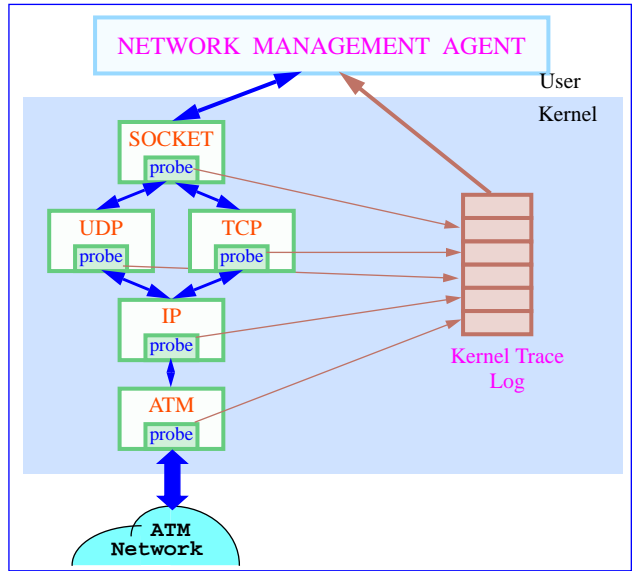 NETWORK MANAGEMENT AGENT
User
Kernel
SOCKET
probe
UDP
probe
TCP
probe
IP
probe
Kernel Trace
Log
ATM
probe
ATM
Network